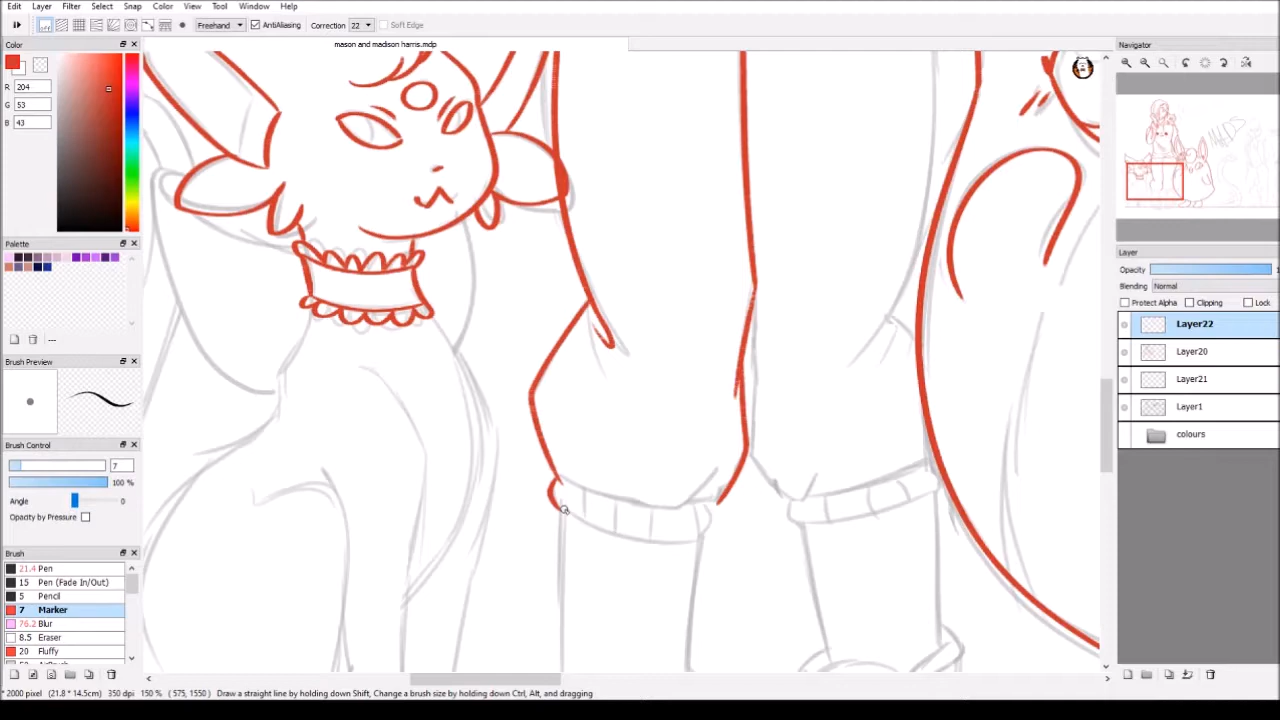 Edit Layer Filter Select Snap Color View Tool Window Help
off Freehand AntiAliasing Correction 22 Soft Edge
Color
mason and madison harris.mdp
Navigator
R 204
G 53
B 43
Palette
---
Layer
Opacity
Blending Normal
Protect Alpha Clipping Lock
Layer22
Layer20
Layer21
Layer1
colours
Brush Preview
Brush Control
7
100 %
Angle 0
Opacity by Pressure
Brush
21.4 Pen
15 Pen (Fade In/Out)
5 Pencil
7 Marker
76.2 Blur
8.5 Eraser
20 Fluffy
50 AirBrush
2000 pixel (21.8 * 14.5cm) 350 dpi 150 % ( 575, 1550 ) Draw a straight line by holding down Shift, Change a brush size by holding down Ctrl, Alt, and dragging